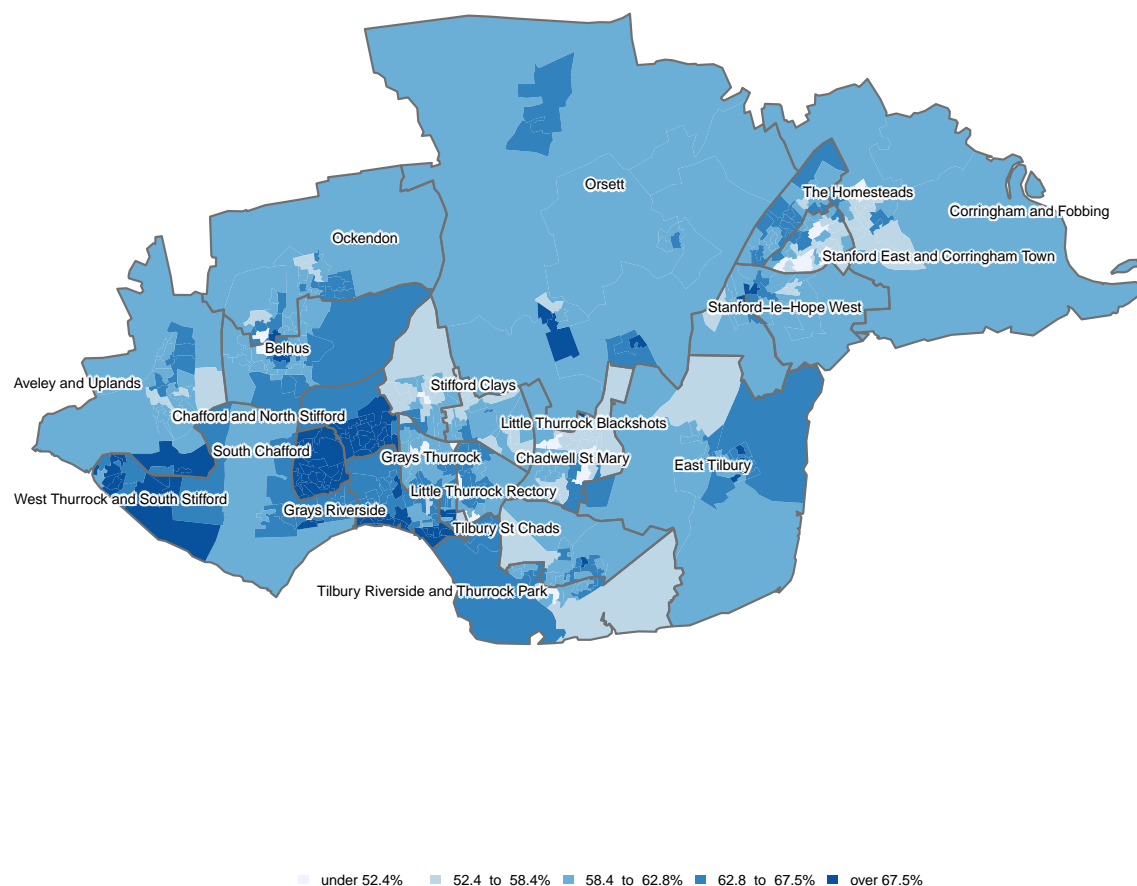 Orsett
The Homesteads
Corringham and Fobbing
Ockendon
Stanford East and Corringham Town
Stanford−le−Hope West
Belhus
Aveley and Uplands
Stifford Clays
Chafford and North Stifford
Little Thurrock Blackshots
South Chafford
Grays Thurrock
Chadwell St Mary
East Tilbury
West Thurrock and South Stifford
Little Thurrock Rectory
Grays Riverside
Tilbury St Chads
Tilbury Riverside and Thurrock Park
under 52.4% 52.4 to 58.4% 58.4 to 62.8% 62.8 to 67.5% over 67.5%